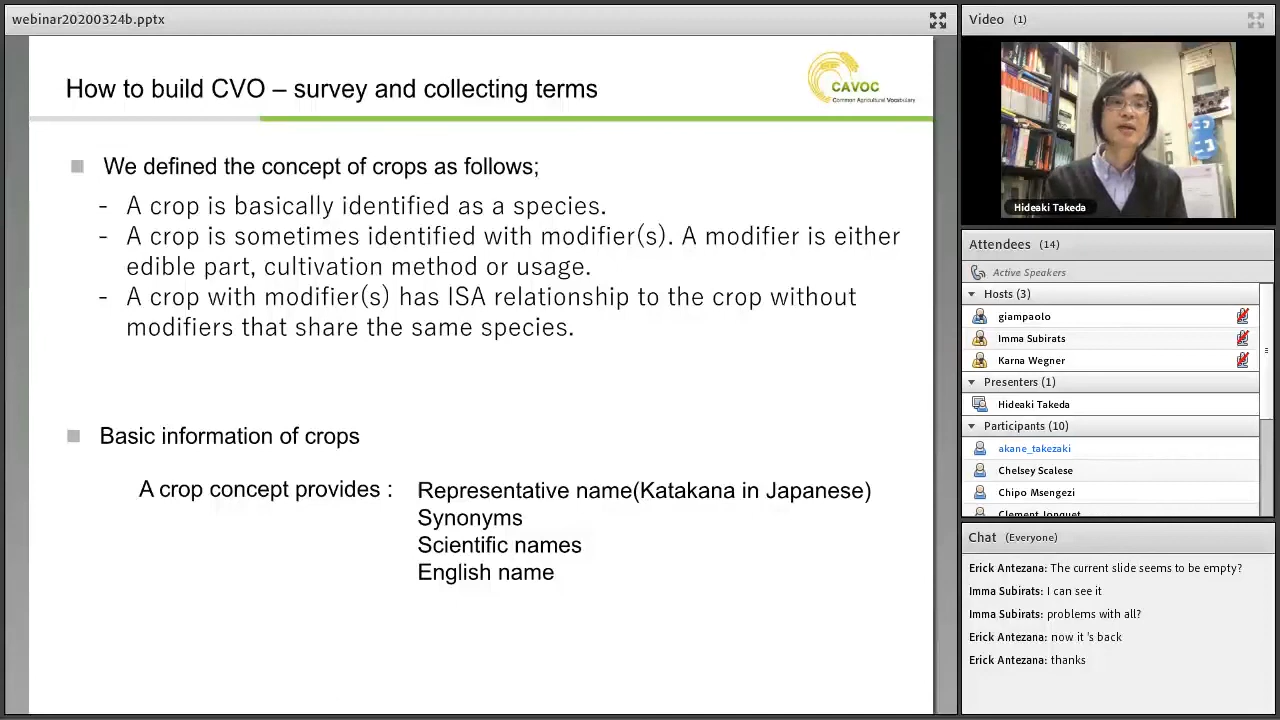 webinar20200324b.pptx
How to build CVO – survey and collecting terms
CAVOC
Common Agricultural Vocabulary
We defined the concept of crops as follows;
- A crop is basically identified as a species.
- A crop is sometimes identified with modifier(s). A modifier is either
edible part, cultivation method or usage.
- A crop with modifier(s) has ISA relationship to the crop without
modifiers that share the same species.
Basic information of crops
A crop concept provides :
Representative name(Katakana in Japanese)
Synonyms
Scientific names
English name
Video (1)
Hideaki Takeda
Attendees (14)
Active Speakers
Hosts (3)
giampaolo
Imma Subirats
Karna Wegner
Presenters (1)
Hideaki Takeda
Participants (10)
akane_takezaki
Chelsey Scalese
Chipo Msengezi
Clement Jonquet
Chat (Everyone)
Erick Antezana: The current slide seems to be empty?
Imma Subirats: I can see it
Imma Subirats: problems with all?
Erick Antezana: now it 's back
Erick Antezana: thanks